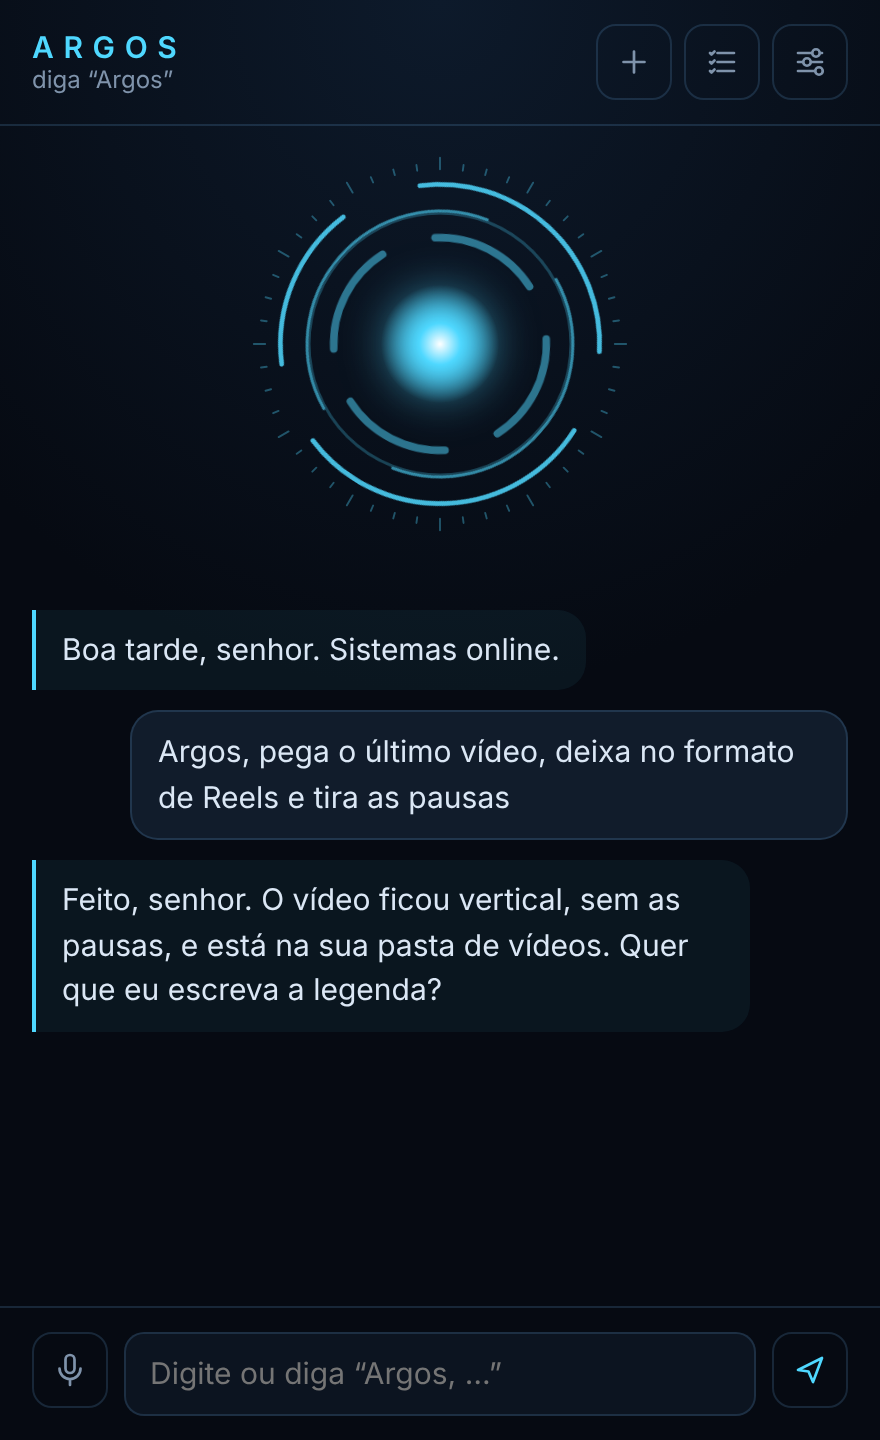 ARGOS
diga “Argos”
Boa tarde, senhor. Sistemas online.
Argos, pega o último vídeo, deixa no formato
de Reels e tira as pausas
Feito, senhor. O vídeo ficou vertical, sem as
pausas, e está na sua pasta de vídeos. Quer
que eu escreva a legenda?
Digite ou diga “Argos, ...”